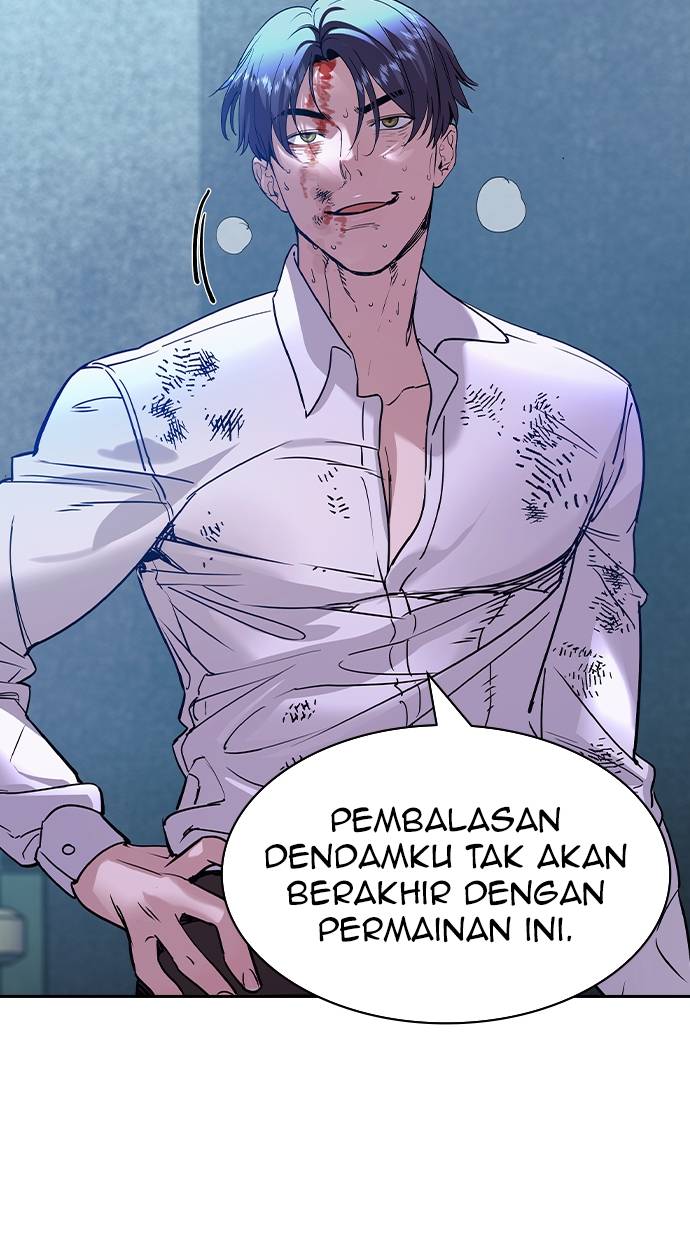 PEMBALASAN
DENDAMKU TAK AKAN
BERAKHIR DENGAN
PERMAINAN INI.